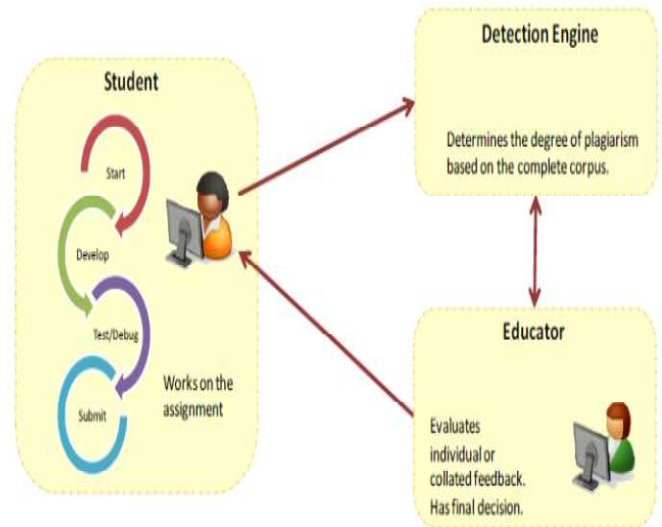 Student
Start
Develop
Test/Debug
Submit
Works on the
assignment
Detection Engine
Determines the degree of plagiarism
based on the complete corpus.
Educator
Evaluates
individual or
collated feedback.
Has final decision.